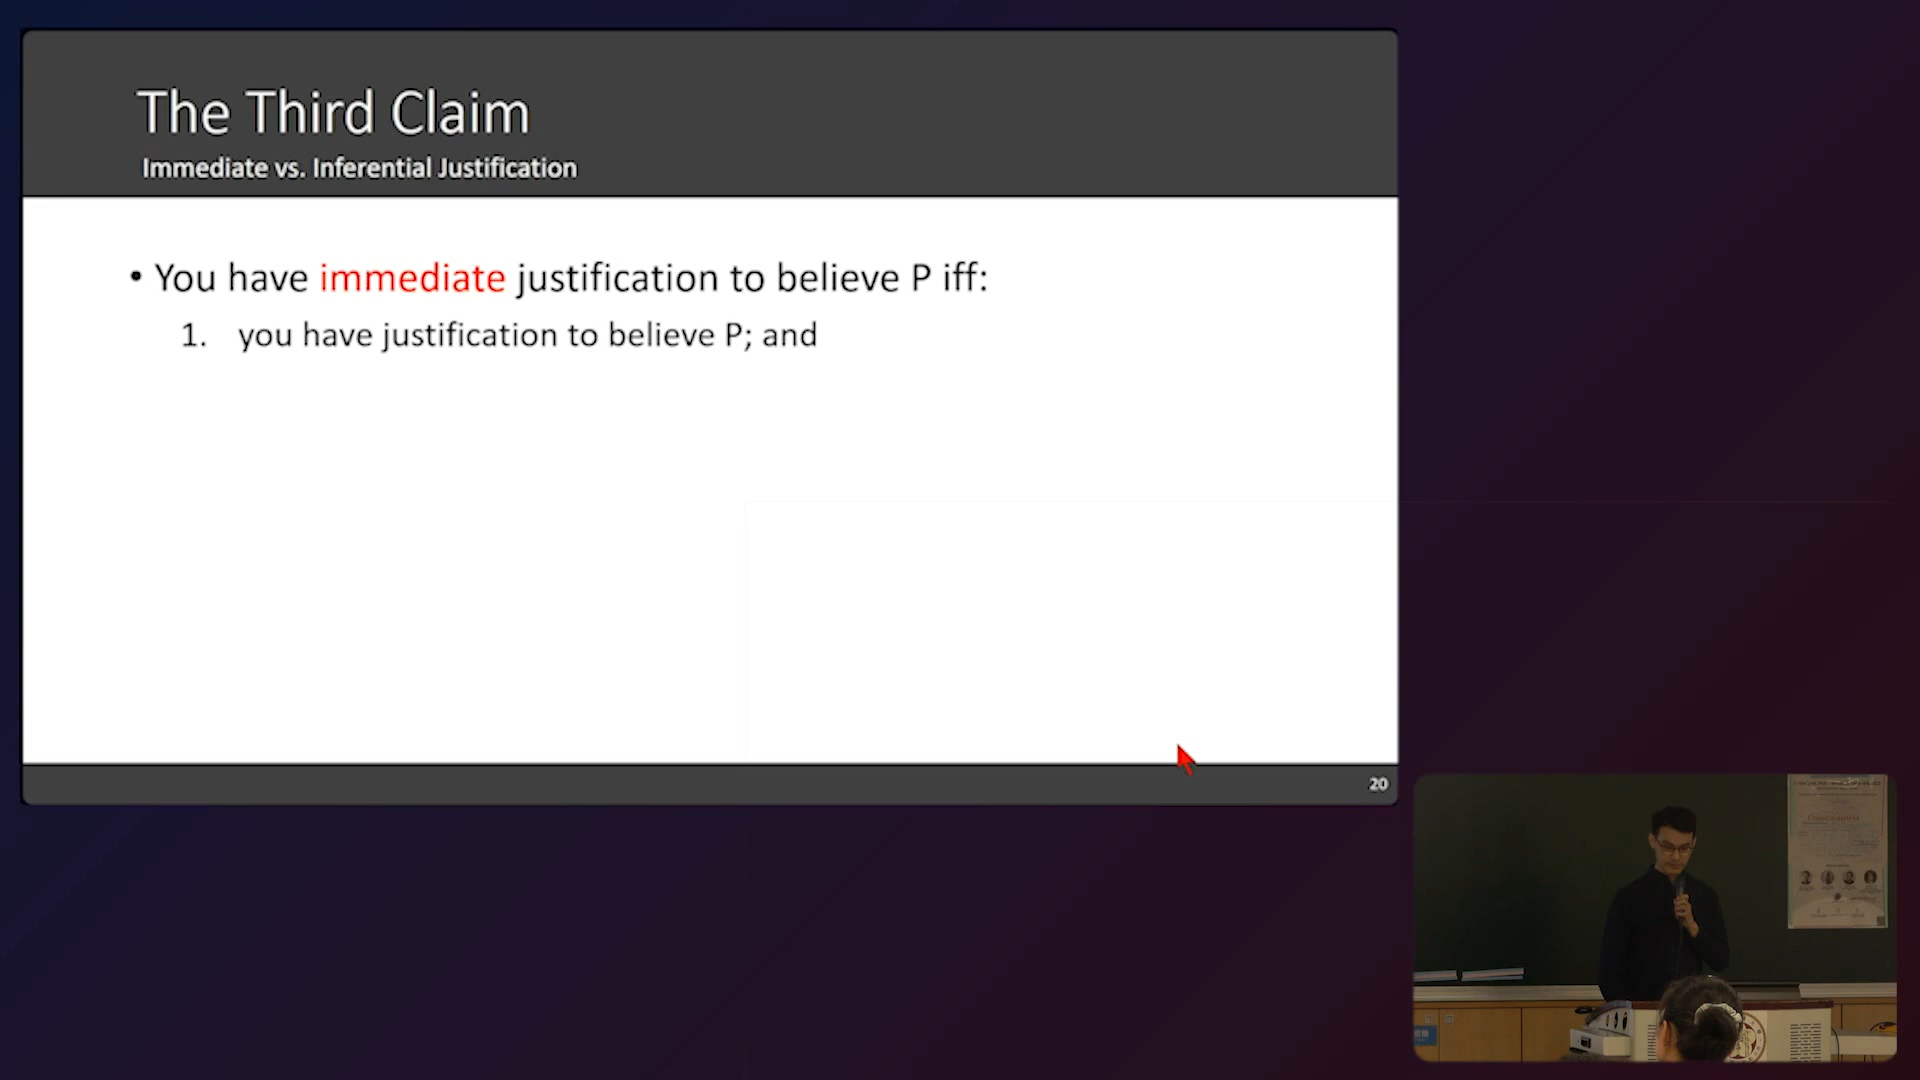 The Third Claim
Immediate vs. Inferential Justification
• You have immediate justification to believe P iff:
1. you have justification to believe P; and
20
Consciousness